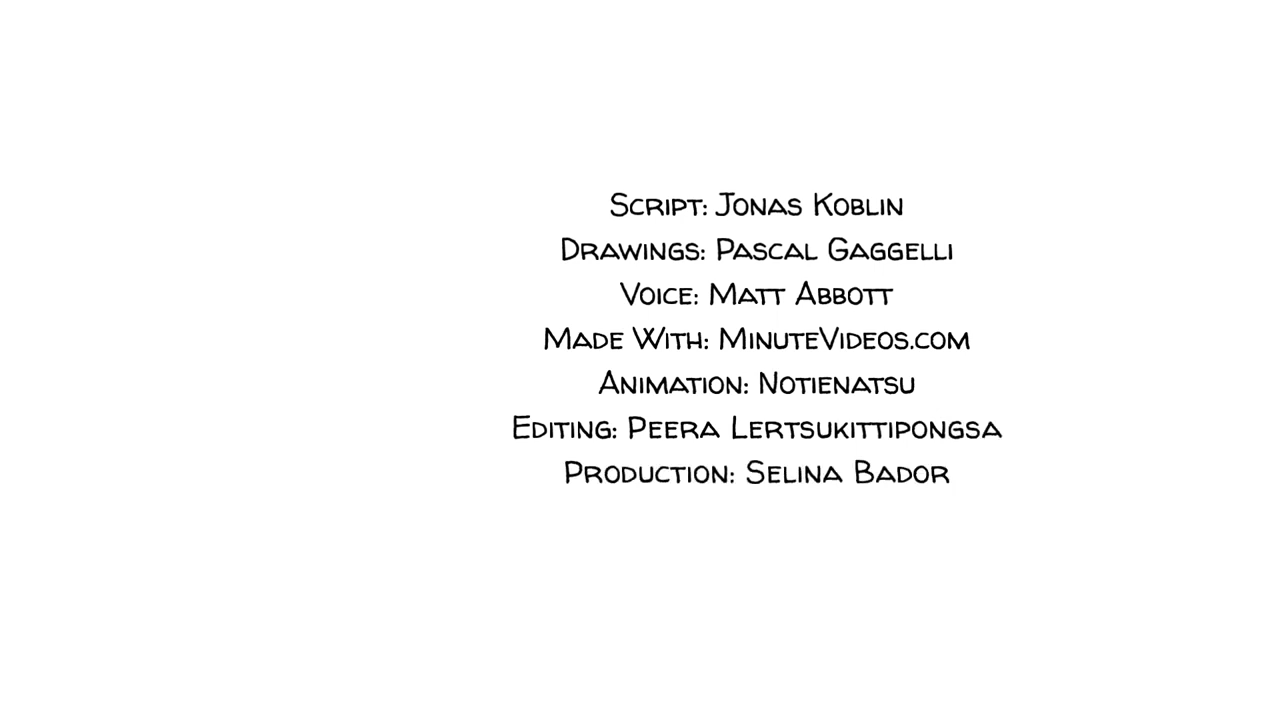 Script: Jonas Koblin
Drawings: Pascal Gaggelli
Voice: Matt Abbott
Made With: MinuteVideos.com
Animation: Notienatsu
Editing: Peera Lertsukittipongsa
Production: Selina Bador